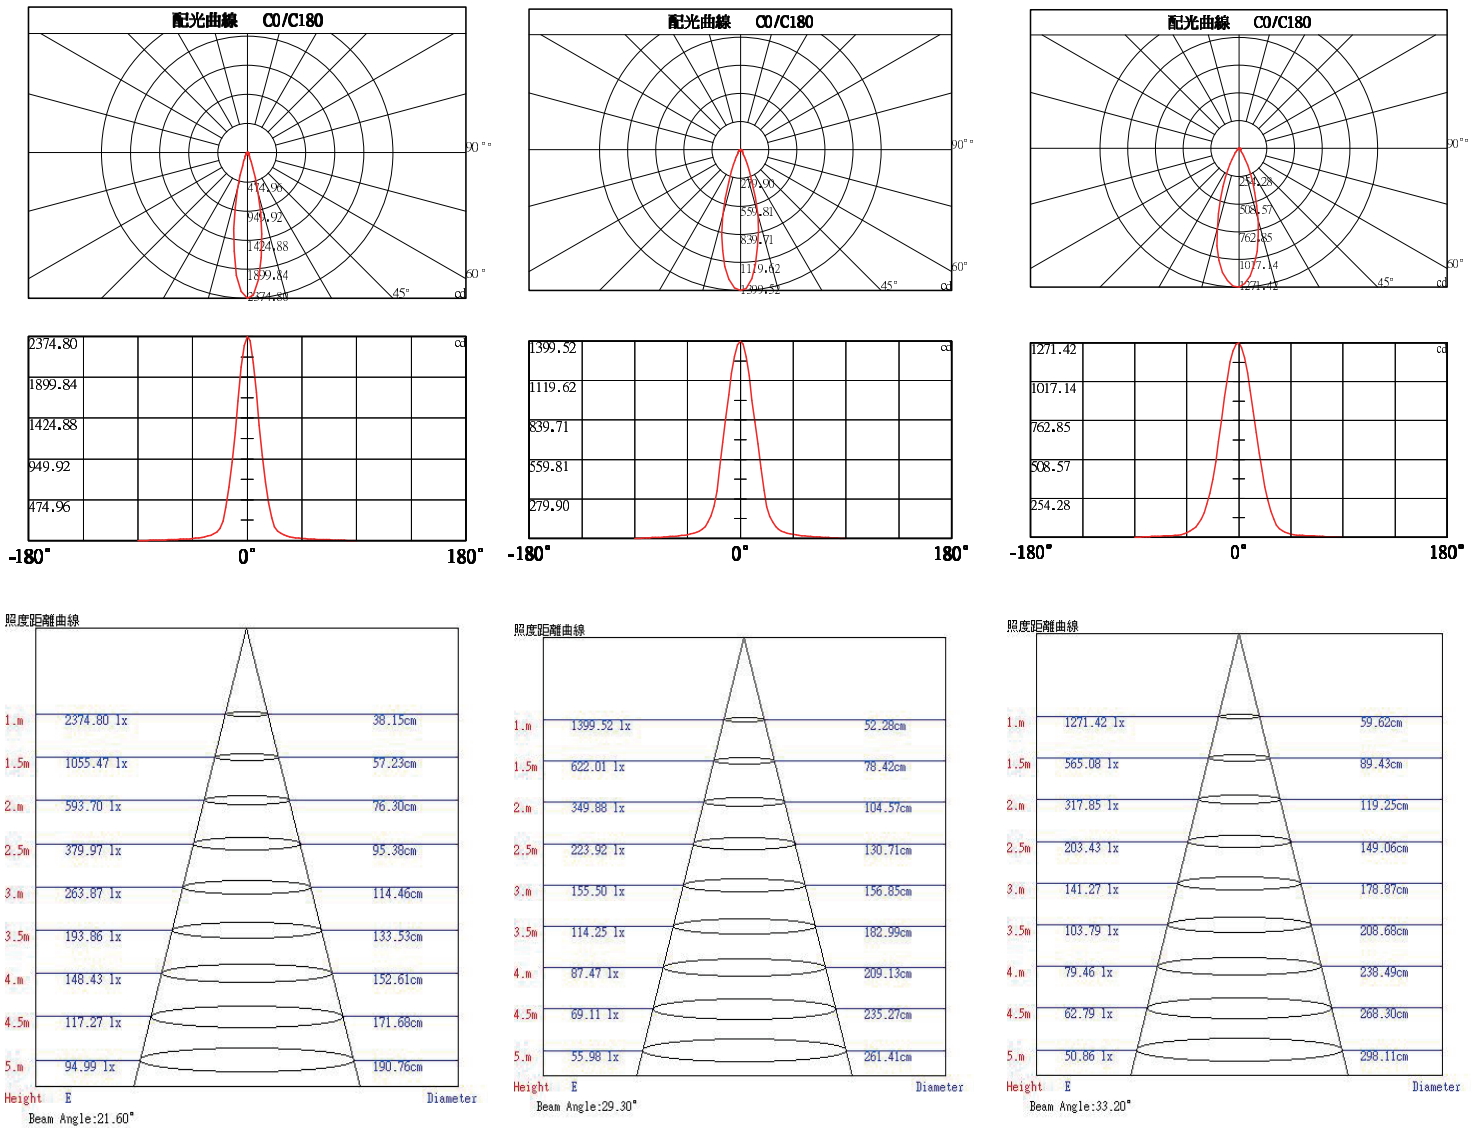 配光曲線 C0/C180
90°
474.96
949.92
1424.88
1899.84
2374.80
60°
45°
cd
配光曲線 C0/C180
90°
279.90
559.81
839.71
1119.62
1399.52
60°
45°
cd
配光曲線 C0/C180
90°
254.28
508.57
762.85
1017.14
1271.42
60°
45°
cd
2374.80 cd
1899.84
1424.88
949.92
474.96
-180° 0° 180°
1399.52 cd
1119.62
839.71
559.81
279.90
-180° 0° 180°
1271.42 cd
1017.14
762.85
508.57
254.28
-180° 0° 180°
照度距離曲線
1.m 2374.80 lx 38.15cm
1.5m 1055.47 lx 57.23cm
2.m 593.70 lx 76.30cm
2.5m 379.97 lx 95.38cm
3.m 263.87 lx 114.46cm
3.5m 193.86 lx 133.53cm
4.m 148.43 lx 152.61cm
4.5m 117.27 lx 171.68cm
5.m 94.99 lx 190.76cm
Height E Diameter
Beam Angle:21.60°
照度距離曲線
1.m 1399.52 lx 52.28cm
1.5m 622.01 lx 78.42cm
2.m 349.88 lx 104.57cm
2.5m 223.92 lx 130.71cm
3.m 155.50 lx 156.85cm
3.5m 114.25 lx 182.99cm
4.m 87.47 lx 209.13cm
4.5m 69.11 lx 235.27cm
5.m 55.98 lx 261.41cm
Height E Diameter
Beam Angle:29.30°
照度距離曲線
1.m 1271.42 lx 59.62cm
1.5m 565.08 lx 89.43cm
2.m 317.85 lx 119.25cm
2.5m 203.43 lx 149.06cm
3.m 141.27 lx 178.87cm
3.5m 103.79 lx 208.68cm
4.m 79.46 lx 238.49cm
4.5m 62.79 lx 268.30cm
5.m 50.86 lx 298.11cm
Height E Diameter
Beam Angle:33.20°